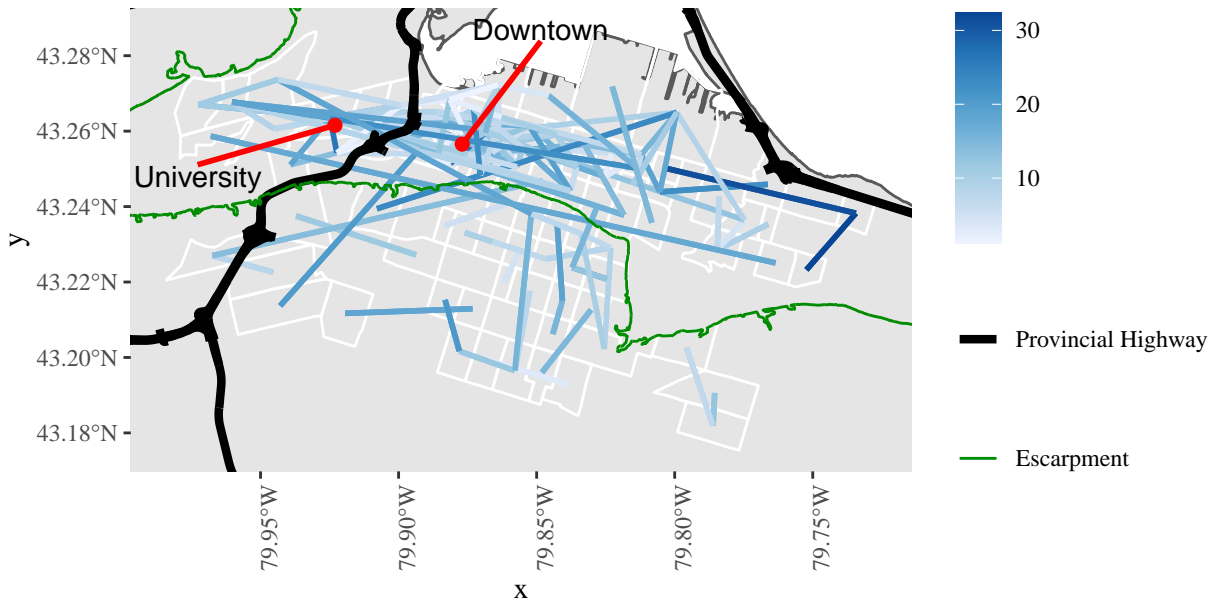 Downtown
University
43.28°N
43.26°N
43.24°N
43.22°N
43.20°N
43.18°N
y
79.95°W
79.90°W
79.85°W
79.80°W
79.75°W
x
30
20
10
Provincial Highway
Escarpment